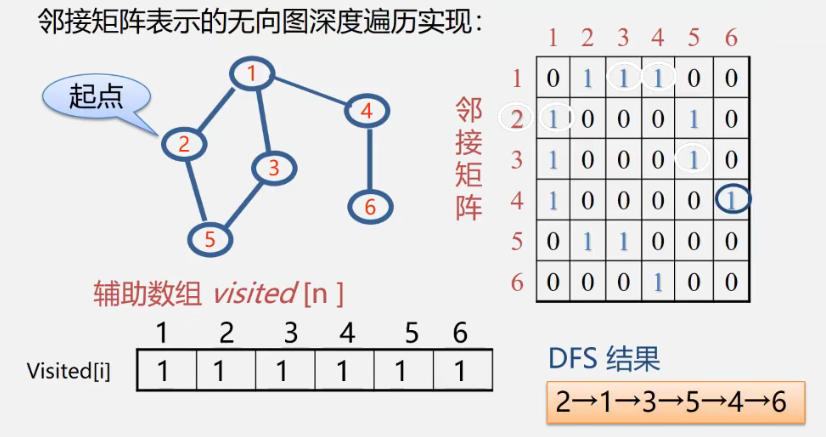 邻接矩阵表示的无向图深度遍历实现：
起点
1
2
3
4
5
6
邻接矩阵
1 2 3 4 5 6
1 0 1 1 1 0 0
2 1 0 0 0 1 0
3 1 0 0 0 1 0
4 1 0 0 0 0 1
5 0 1 1 0 0 0
6 0 0 0 1 0 0
辅助数组 visited [n ]
1 2 3 4 5 6
Visited[i] 1 1 1 1 1 1
DFS 结果
2→1→3→5→4→6